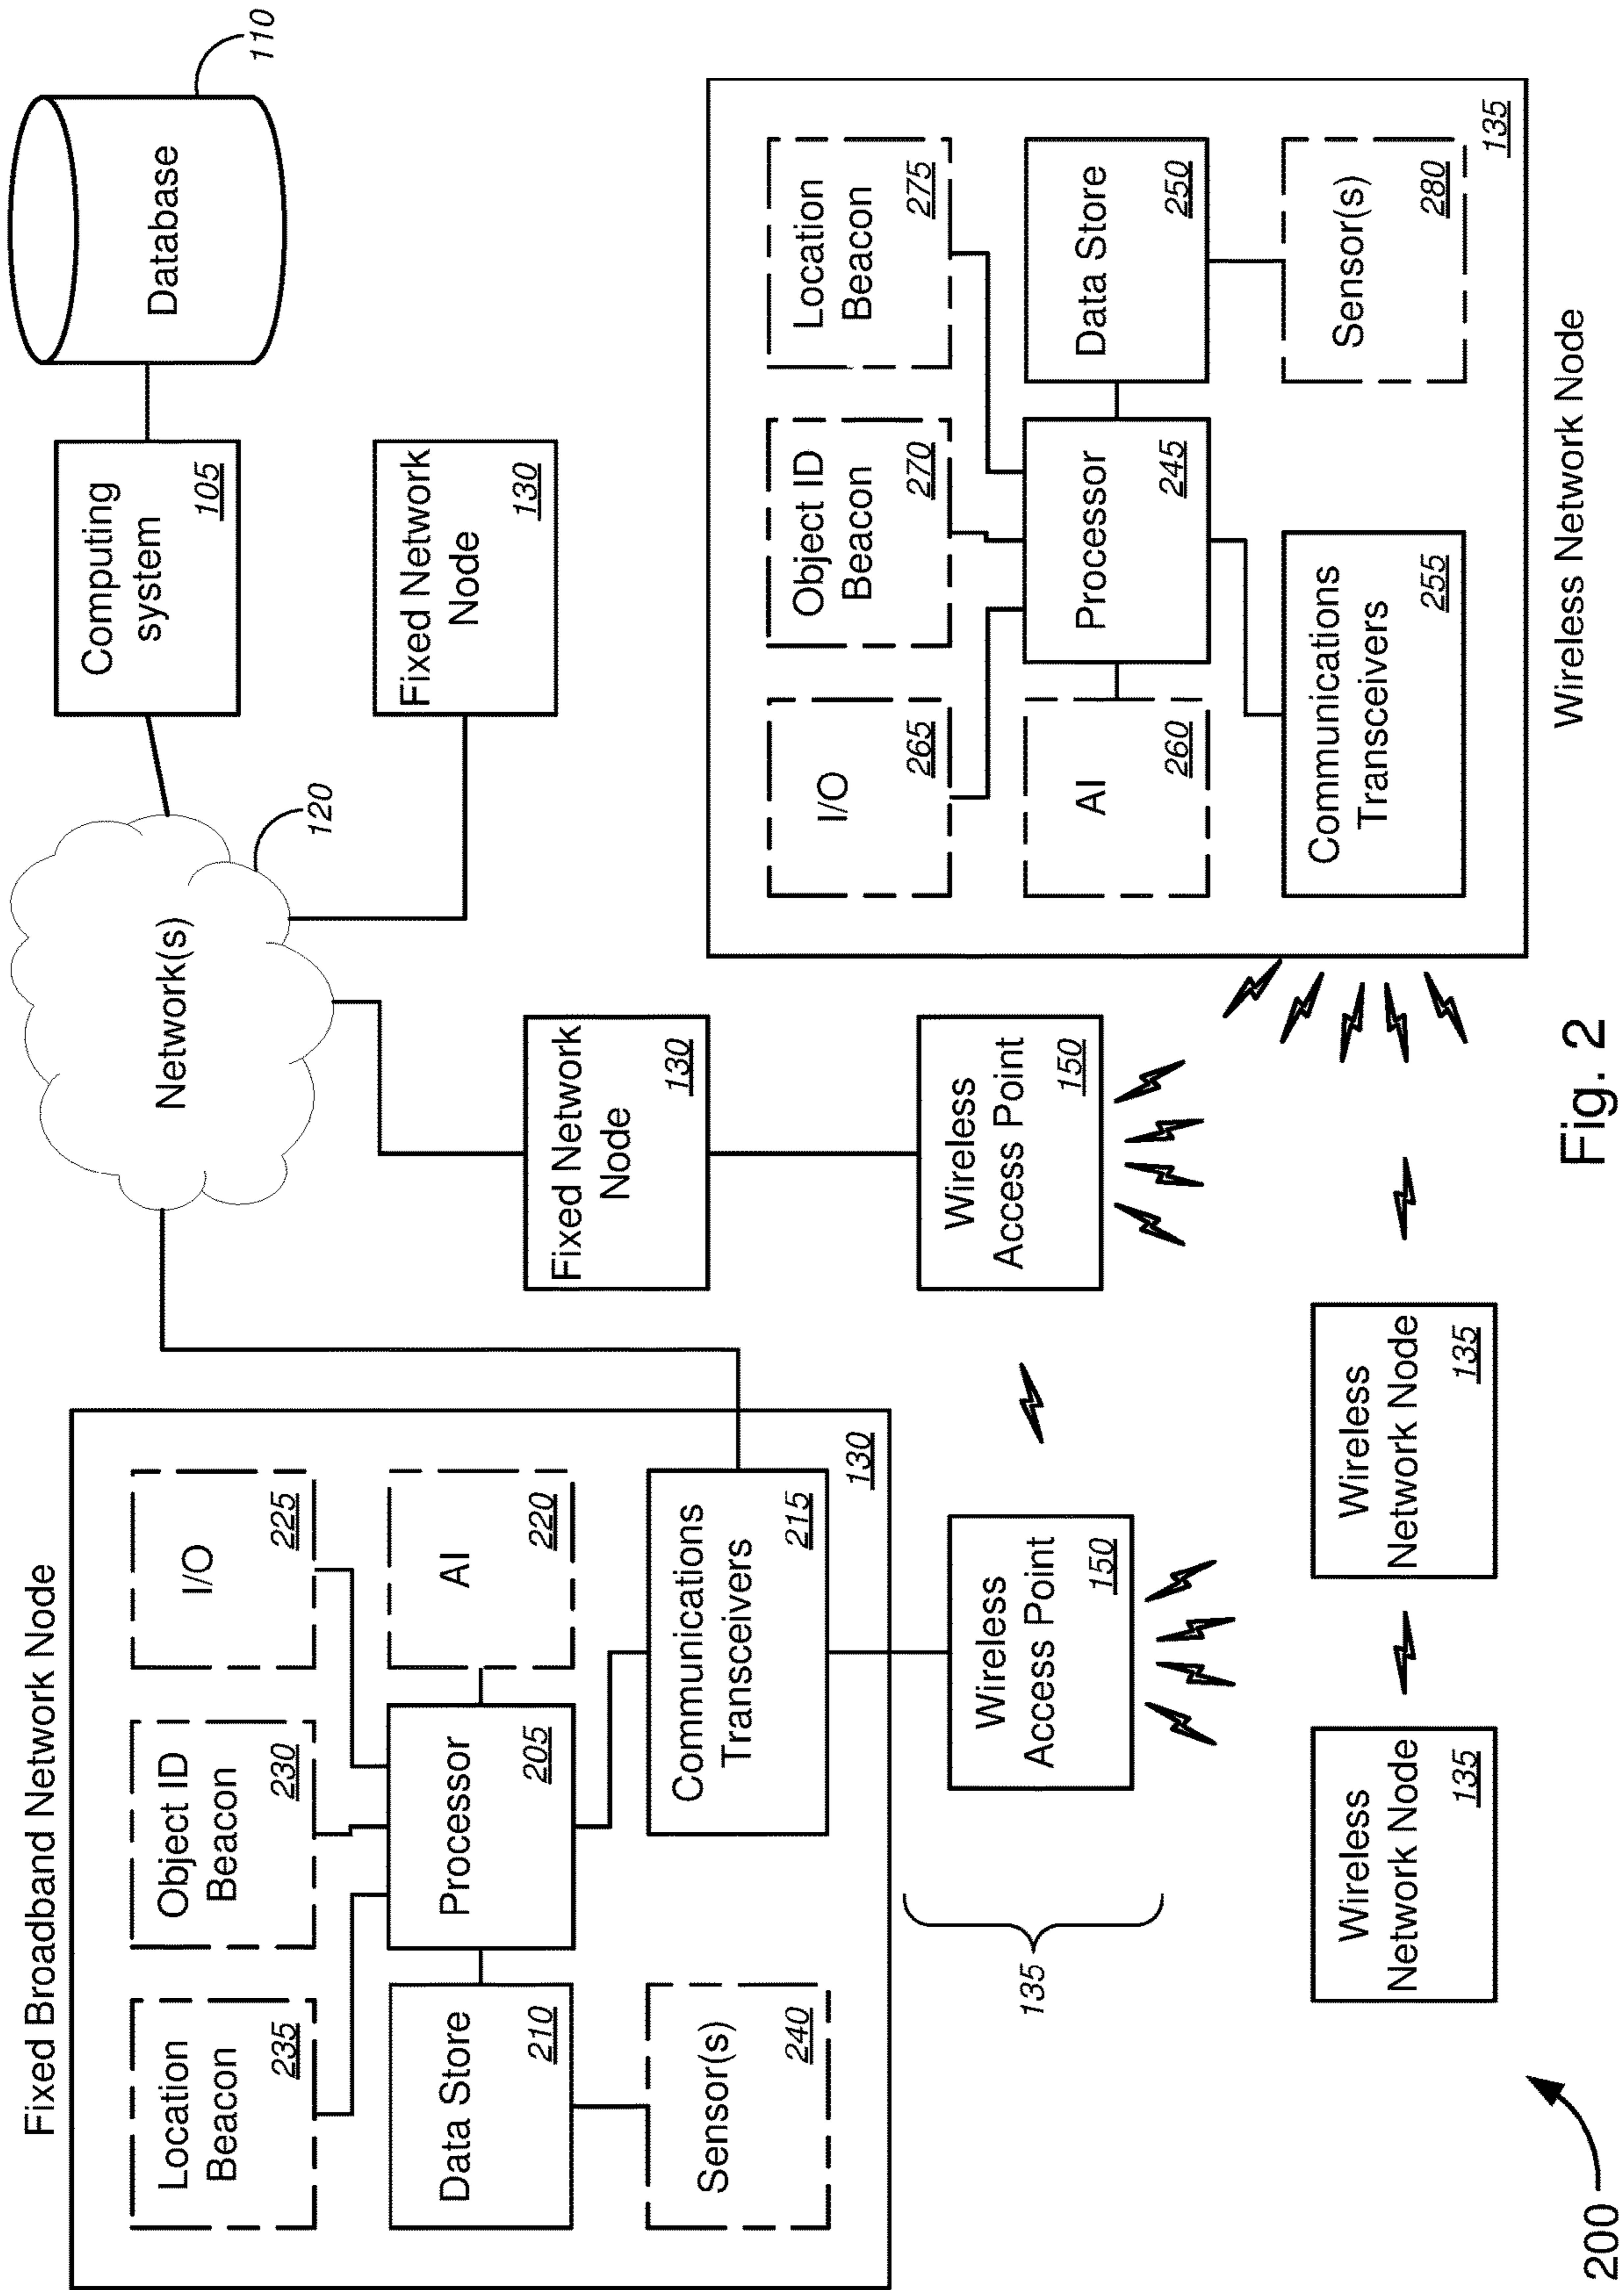 Fixed Broadband Network Node
Location
Beacon
235
Object ID
Beacon
230
I/O
225
Data Store
210
Processor
205
AI
220
Sensor(s)
240
Communications
Transceivers
215
130
Network(s)
120
Computing
system
105
Database
110
Fixed Network
Node
130
Fixed Network
Node
130
135
Wireless
Access Point
150
Wireless
Access Point
150
Wireless
Network Node
135
Wireless
Network Node
135
I/O
265
Object ID
Beacon
270
Location
Beacon
275
AI
260
Processor
245
Data Store
250
Communications
Transceivers
255
Sensor(s)
280
135
Wireless Network Node
200
Fig. 2